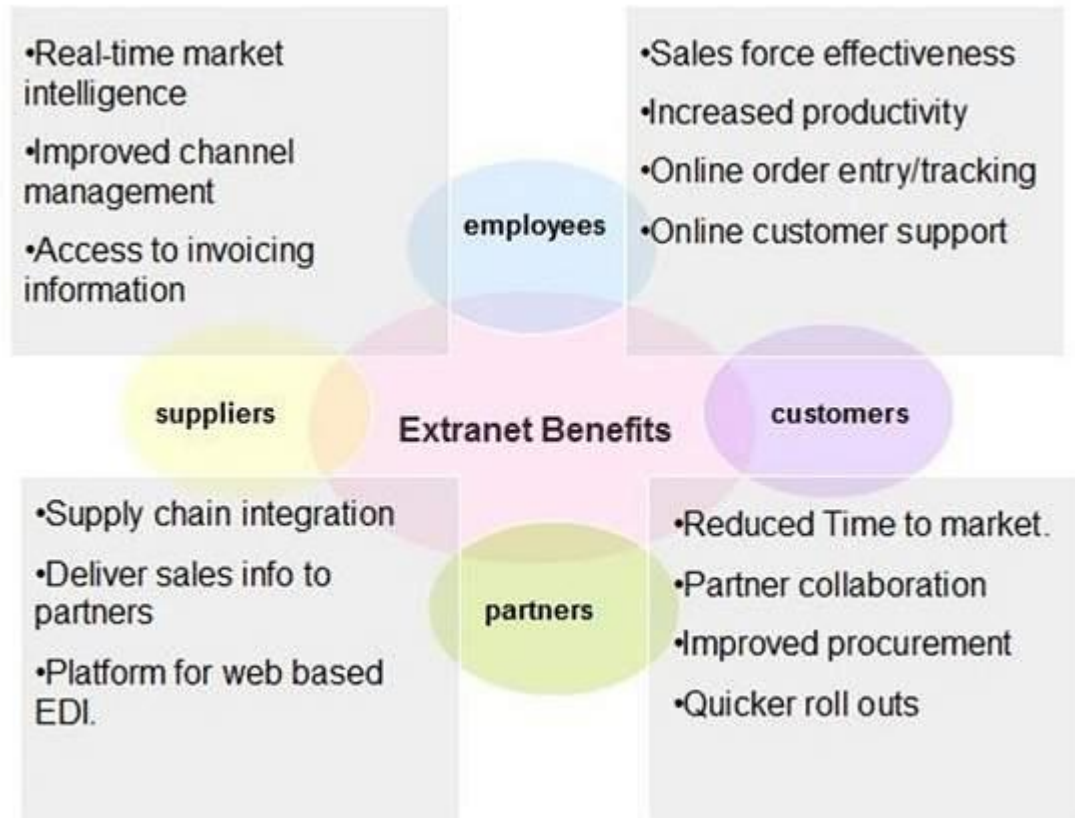 •Real-time market
intelligence
•Improved channel
management
•Access to invoicing
information
•Sales force effectiveness
•Increased productivity
•Online order entry/tracking
•Online customer support
employees
suppliers
Extranet Benefits
customers
partners
•Supply chain integration
•Deliver sales info to
partners
•Platform for web based
EDI.
•Reduced Time to market.
•Partner collaboration
•Improved procurement
•Quicker roll outs